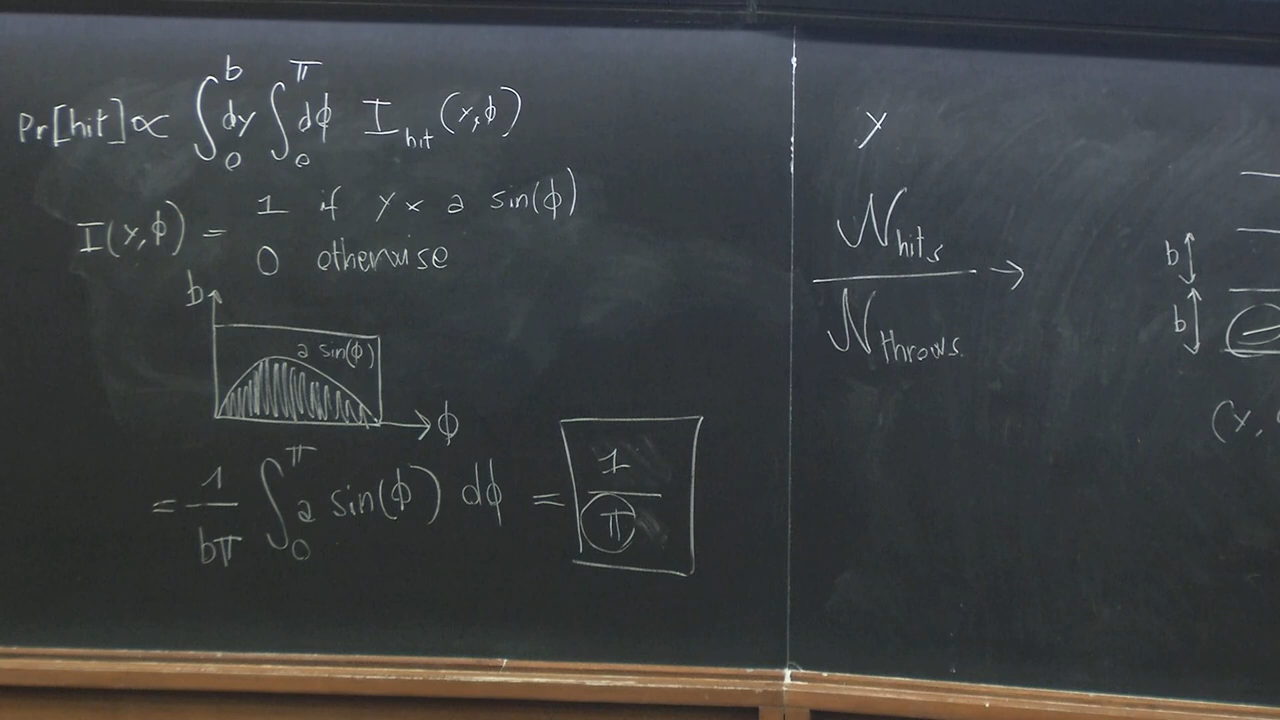 Pr[hit] ∝ ∫₀ᵇ dy ∫₀^π dϕ I_hit (y,ϕ)
I(y,ϕ) = 1 if y < a sin(ϕ)
0 otherwise
b
a sin(ϕ)
ϕ
= 1/(bπ) ∫₀^π a sin(ϕ) dϕ = 1/π
y
N_hits / N_throws →
b
b
(x,